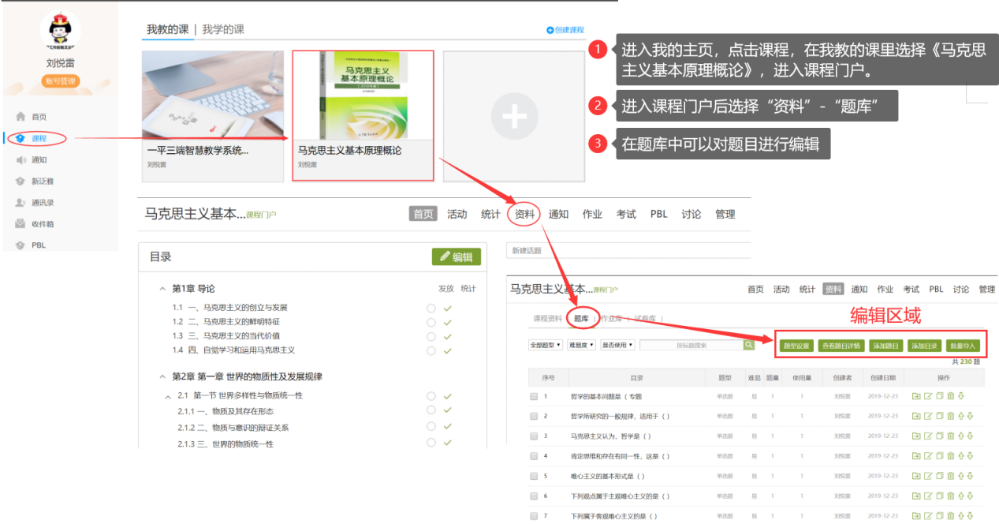 刘悦雷
账号管理
首页
课程
通知
新泛雅
通讯录
收件箱
PBL
我教的课 | 我学的课
创建课程
马克思主义
基本原理概论
一平三端智慧教学系统...
刘悦雷
马克思主义基本原理概论
刘悦雷
1 进入我的主页，点击课程，在我教的课里选择《马克思
主义基本原理概论》，进入课程门户。
2 进入课程门户后选择“资料”-“题库”
3 在题库中可以对题目进行编辑
马克思主义基本...课程门户
首页 活动 统计 资料 通知 作业 考试 PBL 讨论 管理
目录
编辑
新建话题
第1章 导论 发放 统计
1.1 一、马克思主义的创立与发展
1.2 二、马克思主义的鲜明特征
1.3 三、马克思主义的当代价值
1.4 四、自觉学习和运用马克思主义
第2章 第一章 世界的物质性及发展规律
2.1 第一节 世界多样性与物质统一性
2.1.1 一、物质及其存在形态
2.1.2 二、物质与意识的辩证关系
2.1.3 三、世界的物质统一性
马克思主义基本...课程门户
首页 活动 统计 资料 通知 作业 考试 PBL 讨论 管理
课程资料 题库 作业库 试卷库
编辑区域
全部题型 难易度 是否使用 按标题搜索
题型设置 查看题目详情 添加题目 添加目录 批量导入
共 230 题
序号 目录 题型 难易 题量 使用量 创建者 创建日期 操作
1 哲学的基本问题是（ 专题 单选题 易 1 1 刘悦雷 2019-12-23
2 哲学所研究的一般规律，适用于（ ） 单选题 易 1 1 刘悦雷 2019-12-23
3 马克思主义认为，哲学是（ ） 单选题 易 1 1 刘悦雷 2019-12-23
4 肯定思维和存在有同一性，这是（ ） 单选题 易 1 1 刘悦雷 2019-12-23
5 唯心主义的基本形式是（ ） 单选题 易 1 1 刘悦雷 2019-12-23
6 下列观点属于主观唯心主义的是（ ） 单选题 易 1 1 刘悦雷 2019-12-23
7 下列属于客观唯心主义的是（ ） 单选题 易 1 1 刘悦雷 2019-12-23